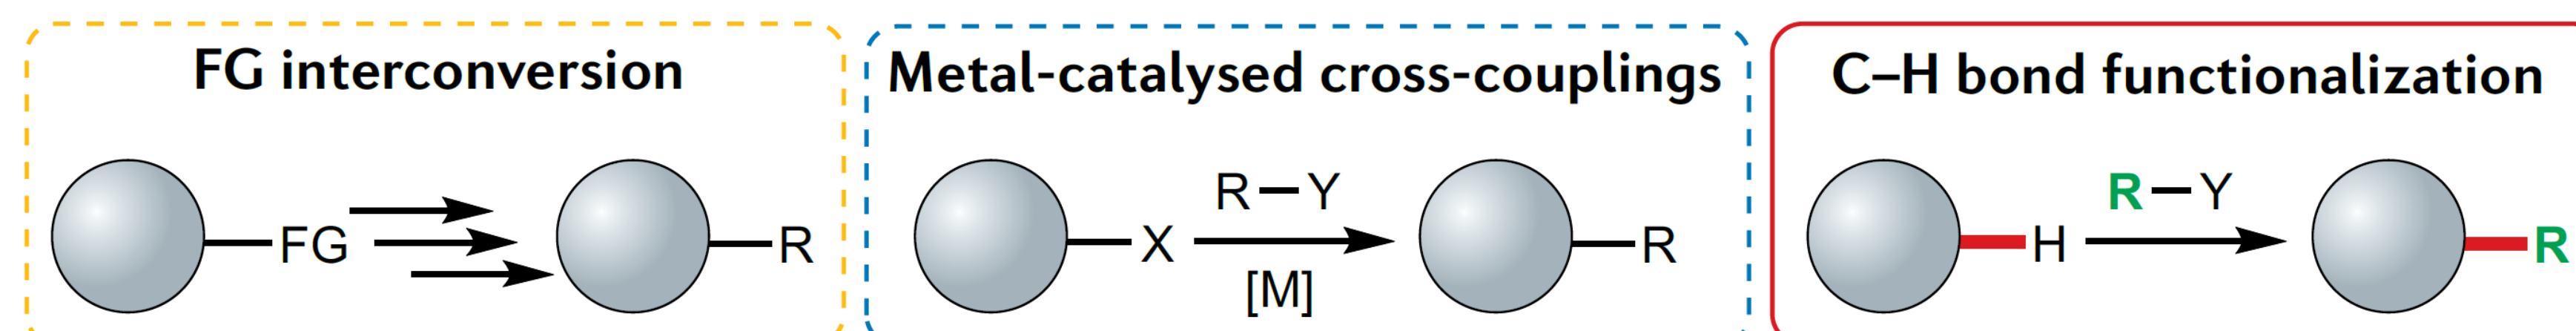 FG interconversion
FG
R
Metal-catalysed cross-couplings
X
R—Y
[M]
R
C–H bond functionalization
H
R—Y
R